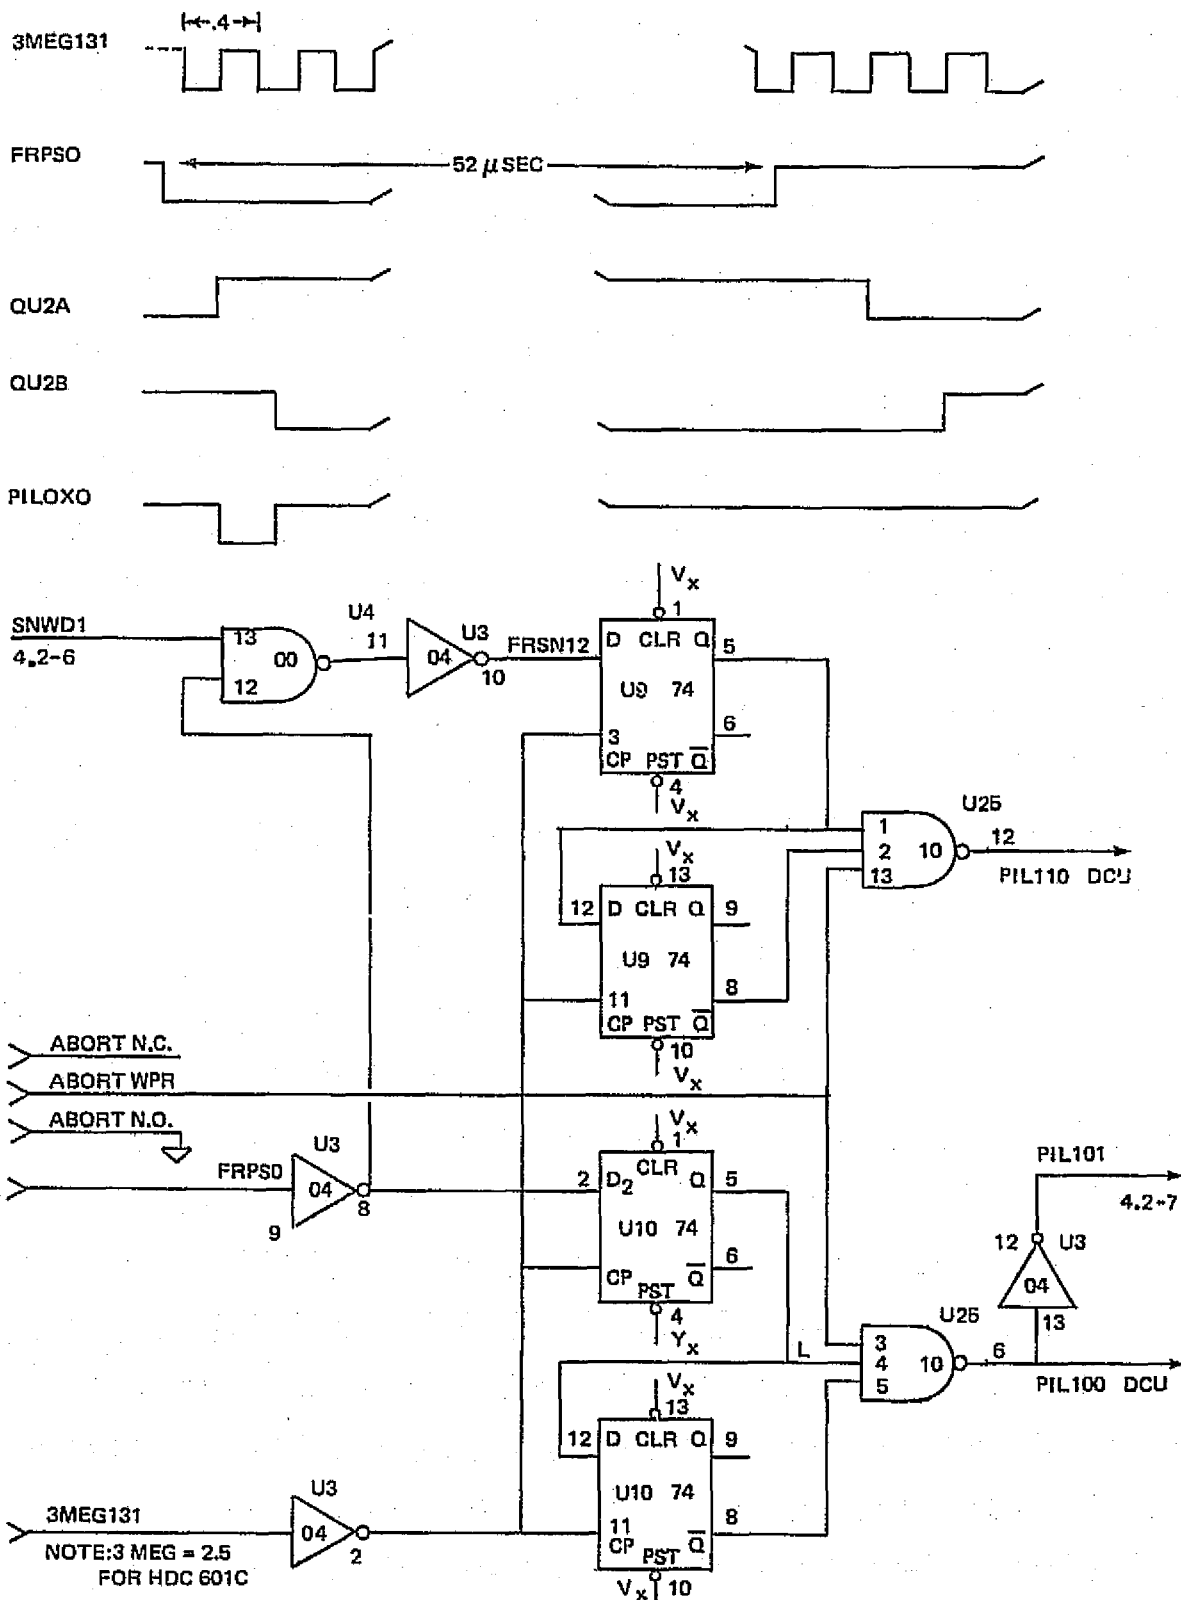 .4
3MEG131
FRPS0
52 μSEC
QU2A
QU2B
PILOX0
SNWD1
4.2-6
13
12
00
U4
11
04
U3
10
FRSN12
Vx
1
D CLR Q
5
U9 74
6
3
CP PST Q̅
4
Vx
U25
1
2
13
10
12
PIL110 DCU
Vx
13
12
D CLR Q
9
U9 74
11
8
CP PST Q̅
10
Vx
ABORT N.C.
ABORT WPR
ABORT N.O.
FRPS0
U3
04
9
8
Vx
1
CLR
2
D2
Q
5
U10 74
6
CP
Q̅
PST
4
Yx
PIL101
4.2-7
12
U3
04
13
U25
L
3
4
5
10
6
PIL100 DCU
Vx
13
12
D CLR Q
9
U10 74
11
8
CP
Q̅
PST
Vx
10
3MEG131
U3
04
2
NOTE:3 MEG = 2.5
FOR HDC 601C